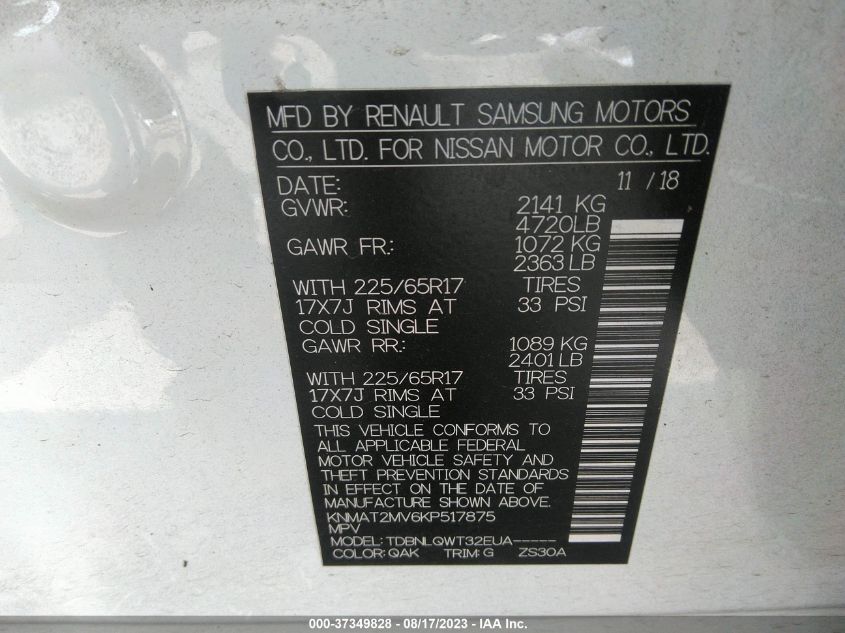 MFD BY RENAULT SAMSUNG MOTORS
CO., LTD. FOR NISSAN MOTOR CO., LTD.
DATE: 11 / 18
GVWR: 2141 KG
4720LB
GAWR FR.: 1072 KG
2363 LB
WITH 225/65R17 TIRES
17X7J RIMS AT 33 PSI
COLD SINGLE
GAWR RR.: 1089 KG
2401 LB
WITH 225/65R17 TIRES
17X7J RIMS AT 33 PSI
COLD SINGLE
THIS VEHICLE CONFORMS TO
ALL APPLICABLE FEDERAL
MOTOR VEHICLE SAFETY AND
THEFT PREVENTION STANDARDS
IN EFFECT ON THE DATE OF
MANUFACTURE SHOWN ABOVE.
KNMAT2MV6KP517875
MPV
MODEL: TDBNLQWT32EUA-----
COLOR: QAK TRIM: G ZS30A
000-37349828 - 08/17/2023 - IAA Inc.